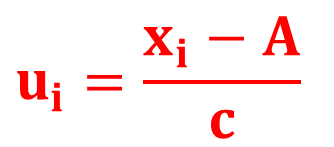 uᵢ = (xᵢ − A) / c